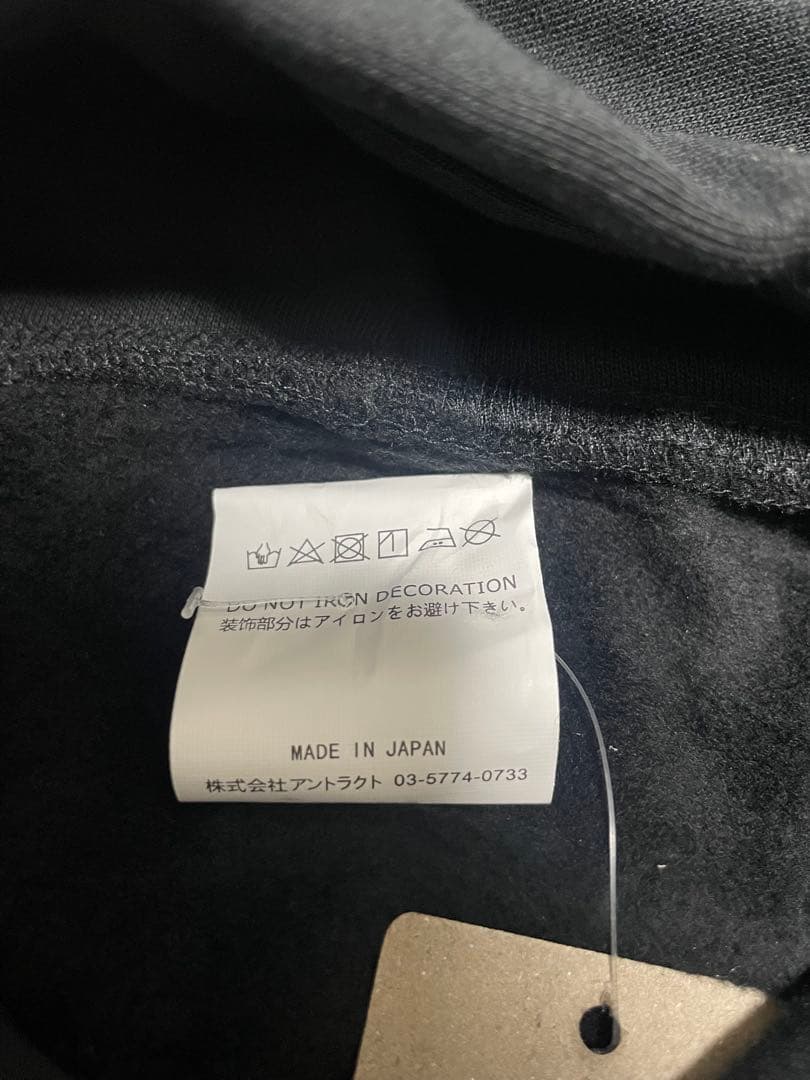 DO NOT IRON DECORATION
装飾部分はアイロンをお避け下さい。
MADE IN JAPAN
株式会社アントラクト 03-5774-0733